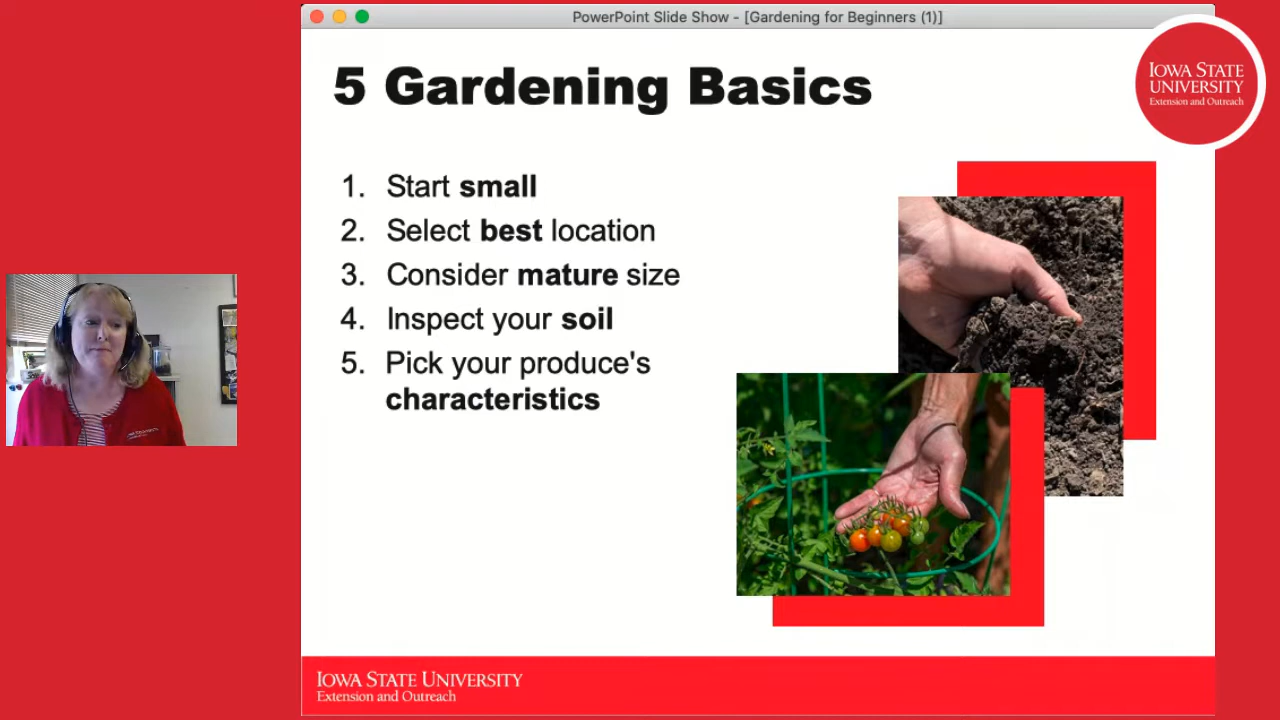 PowerPoint Slide Show - [Gardening for Beginners (1)]
IOWA STATE
UNIVERSITY
Extension and Outreach
5 Gardening Basics
1. Start small
2. Select best location
3. Consider mature size
4. Inspect your soil
5. Pick your produce's
characteristics
IOWA STATE UNIVERSITY
Extension and Outreach